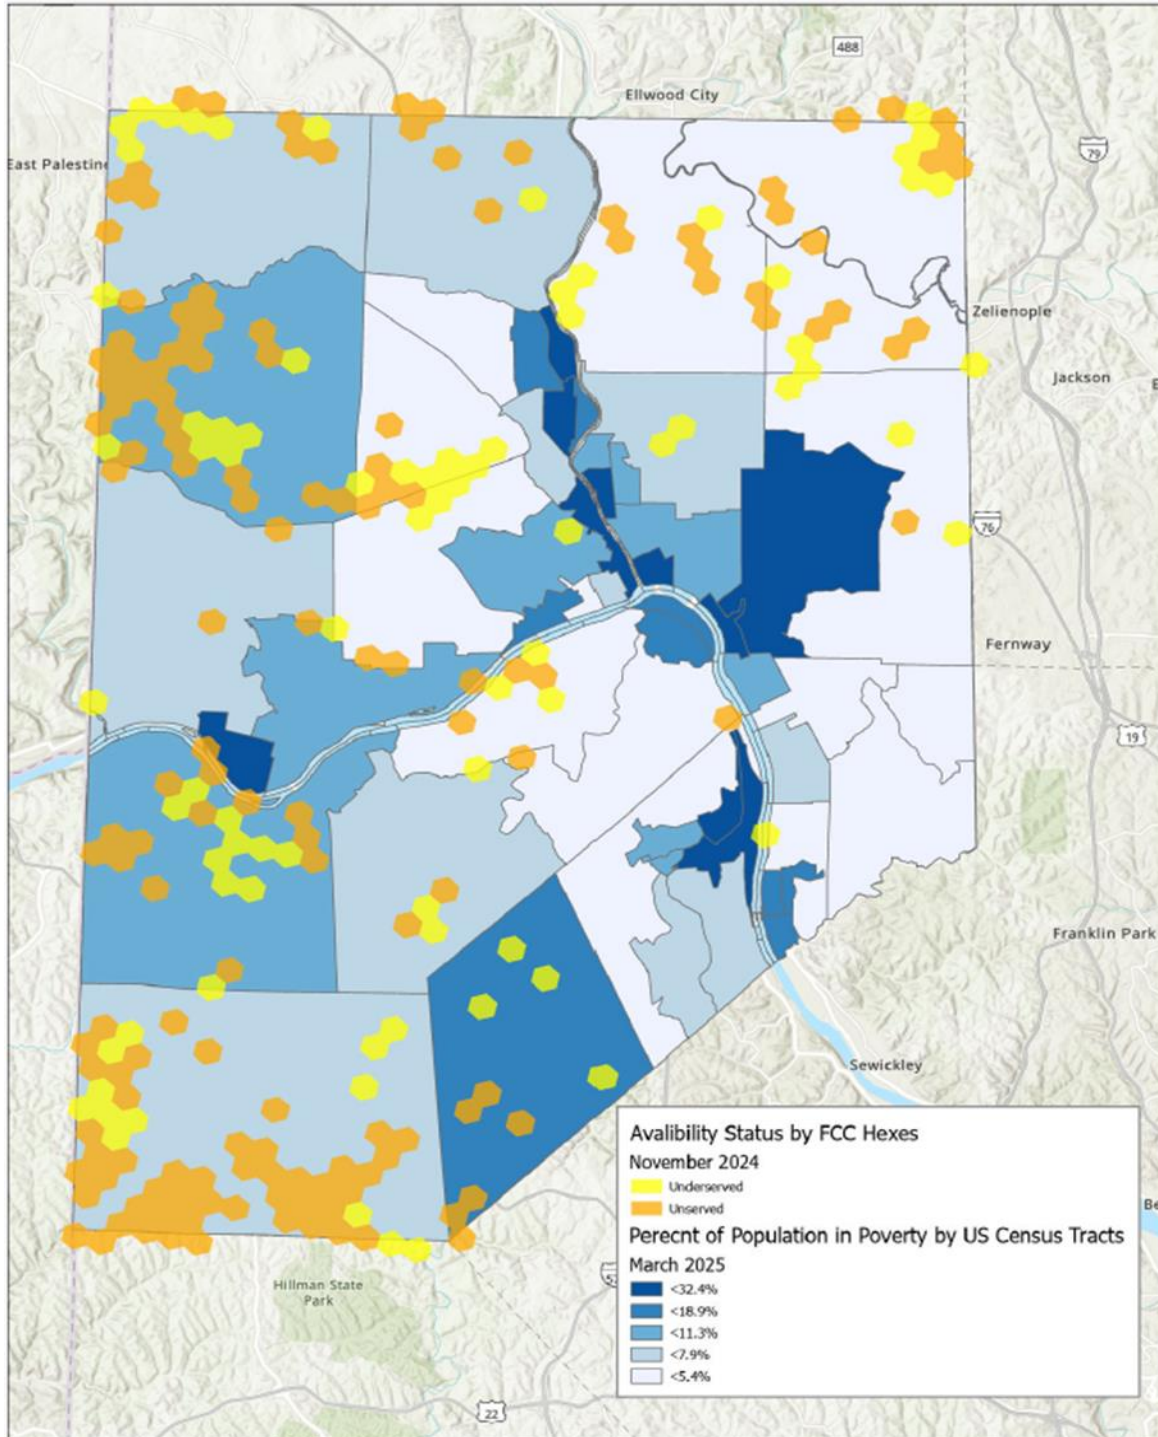 488
Ellwood City
East Palestine
79
Zelienople
Jackson
76
Fernway
19
Franklin Park
Sewickley
Hillman State
Park
22
Avalibility Status by FCC Hexes
November 2024
Underserved
Unserved
Perecnt of Population in Poverty by US Census Tracts
March 2025
<32.4%
<18.9%
<11.3%
<7.9%
<5.4%